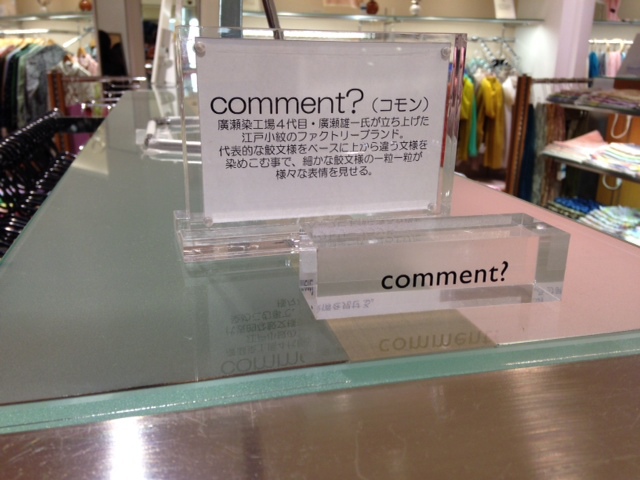 comment?（コモン）
廣瀬染工場4代目・廣瀬雄一氏が立ち上げた
江戸小紋のファクトリーブランド。
代表的な鮫文様をベースに上から違う文様を
染めこむ事で、細かな鮫文様の一粒一粒が
様々な表情を見せる。
comment?